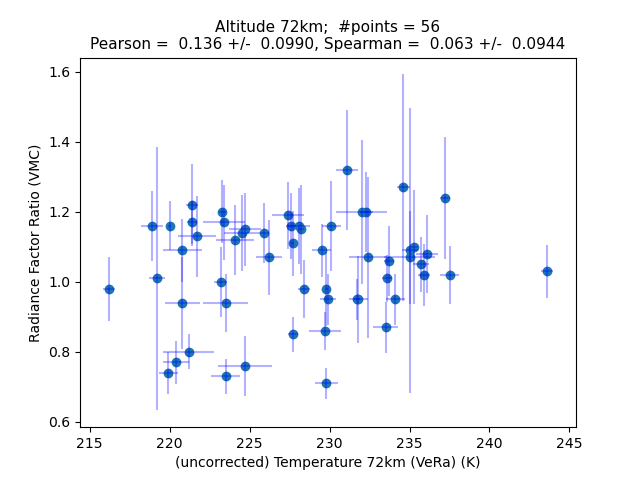 Altitude 72km;  #points = 56
Pearson =  0.136 +/-  0.0990, Spearman =  0.063 +/-  0.0944
1.6
1.4
1.2
1.0
0.8
0.6
Radiance Factor Ratio (VMC)
215 220 225 230 235 240 245
(uncorrected) Temperature 72km (VeRa) (K)